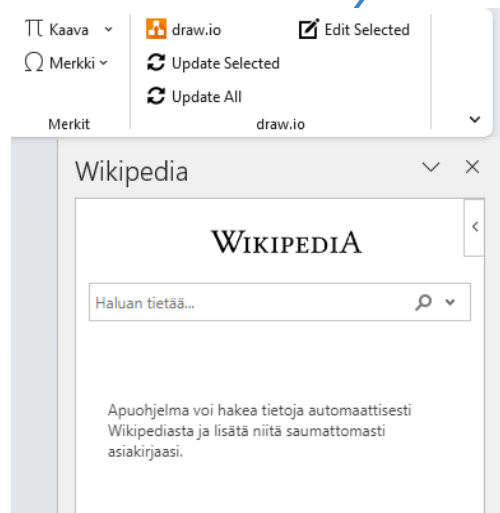 Kaava
draw.io
Edit Selected
Merkki
Update Selected
Update All
Merkit
draw.io
Wikipedia
WIKIPEDIA
Haluan tietää...
Apuohjelma voi hakea tietoja automaattisesti
Wikipediasta ja lisätä niitä saumattomasti
asiakirjaasi.